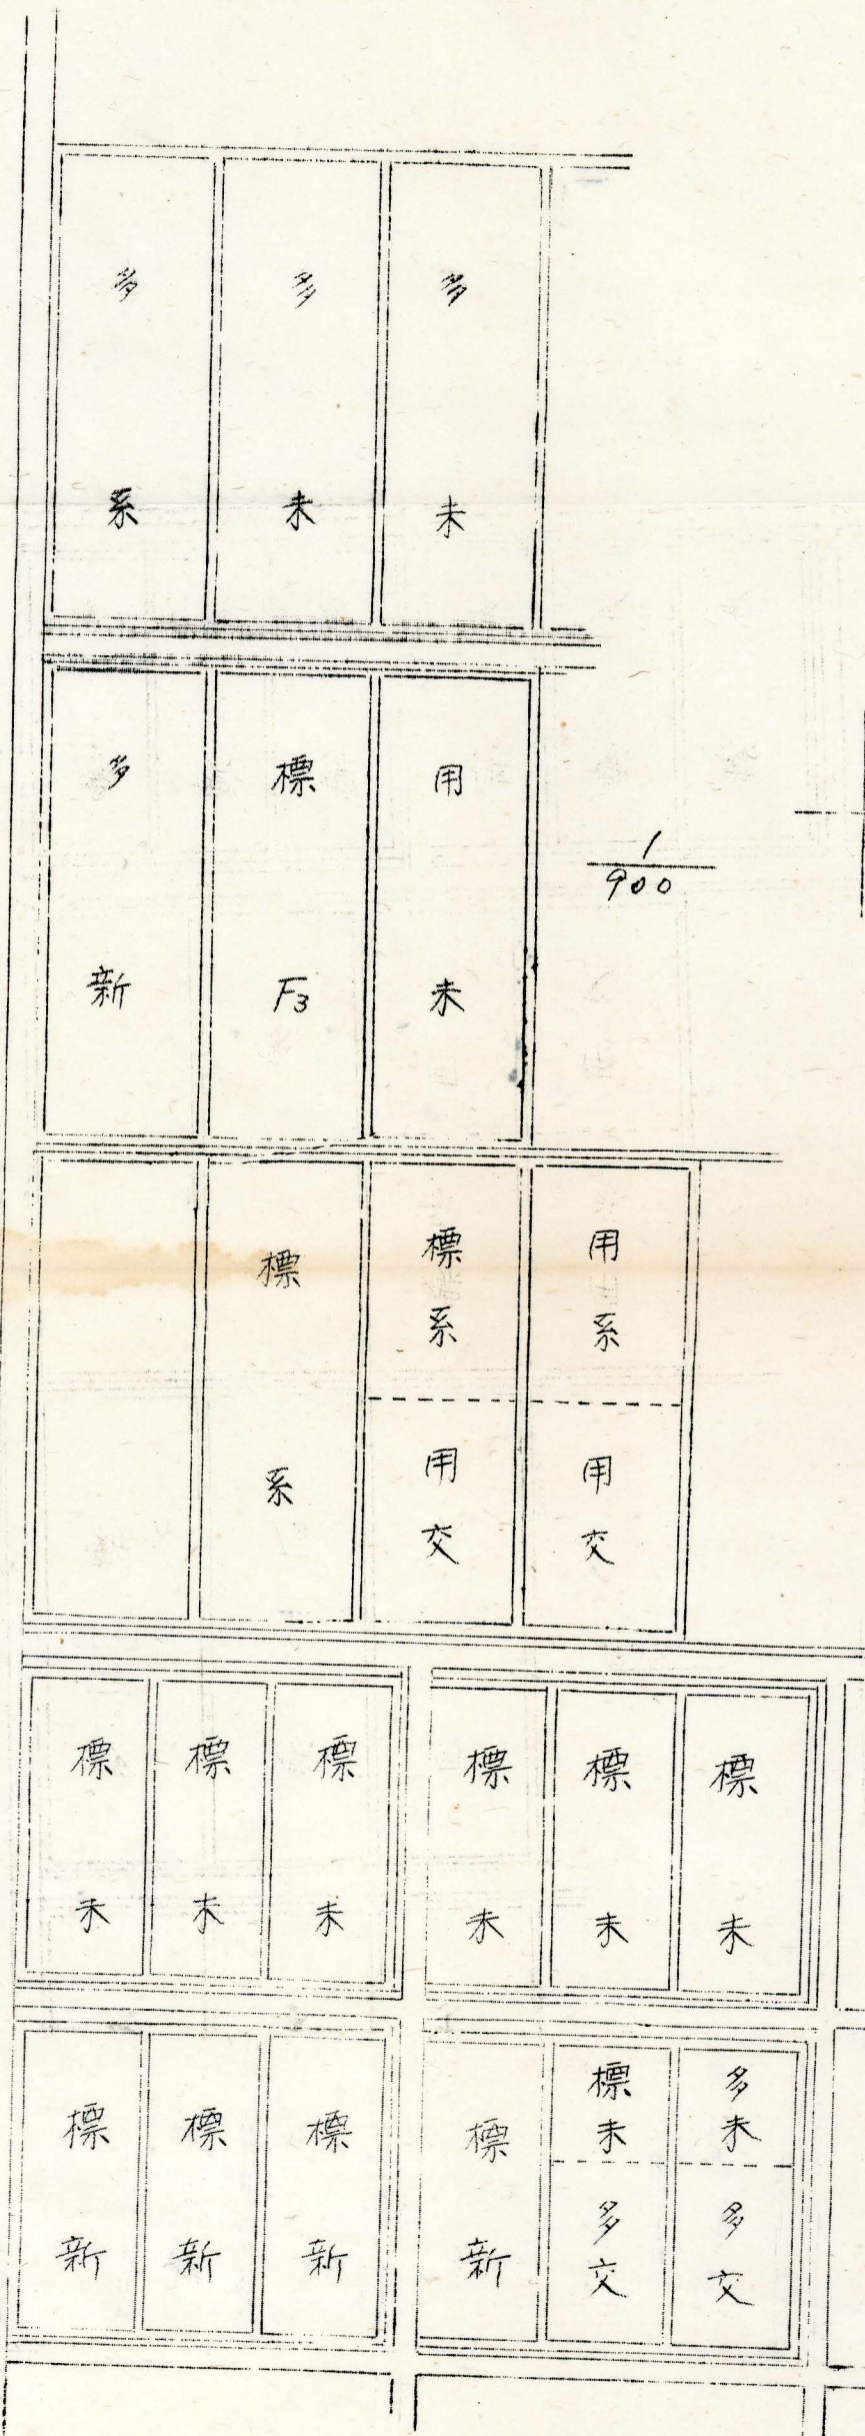 多 多 多
系 未 未
多 標 用
1/900
新 F3 未
標 標 用
系 系
系 用 用
交 交
標 標 標 標 標 標
未 未 未 未 未 未
標 標 標 標 標 多
未 未
新 新 新 新 多 多
交 交